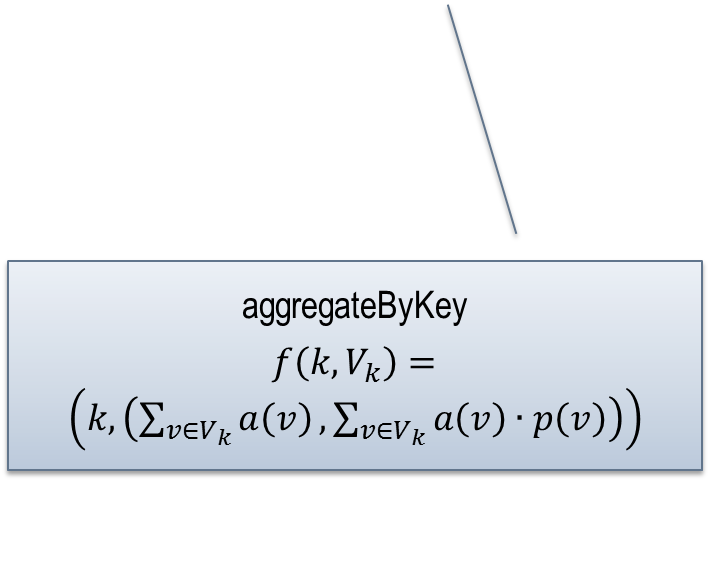 aggregateByKey
f(k, V_k) =
(k, (∑_{v∈V_k} a(v), ∑_{v∈V_k} a(v) · p(v)))